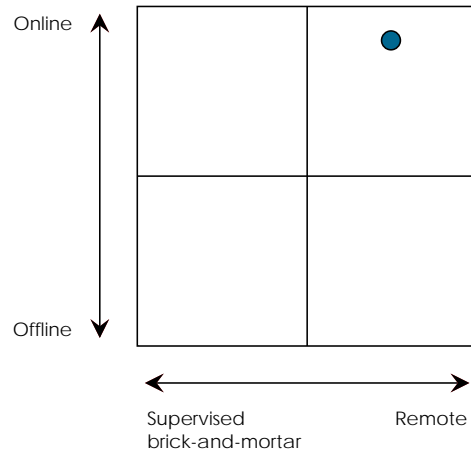 Online
Offline
Supervised
brick-and-mortar
Remote